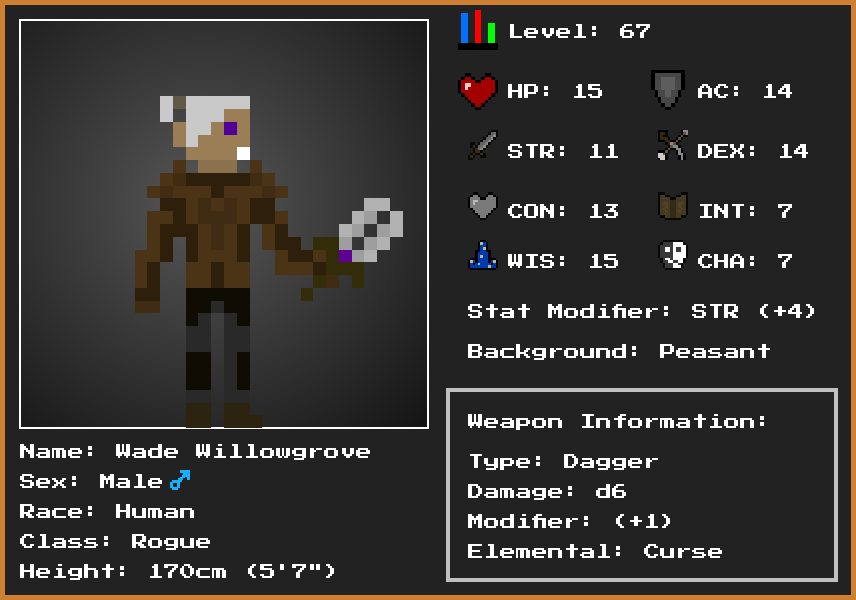 Level: 67
HP: 15 AC: 14
STR: 11 DEX: 14
CON: 13 INT: 7
WIS: 15 CHA: 7
Stat Modifier: STR (+4)
Background: Peasant
Weapon Information:
Type: Dagger
Damage: d6
Modifier: (+1)
Elemental: Curse
Name: Wade Willowgrove
Sex: Male ♂
Race: Human
Class: Rogue
Height: 170cm (5'7")